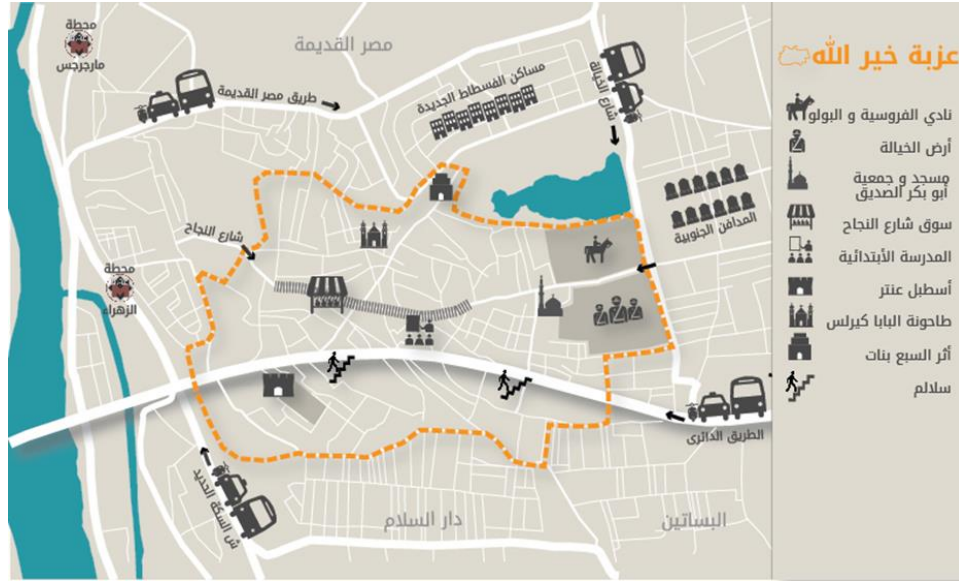 عزبة خير الله
نادي الفروسية و البولو
أرض الخيالة
مسجد و جمعية
أبو بكر الصديق
سوق شارع النجاح
المدرسة الأبتدائية
أسطبل عنتر
طاحونة البابا كيرلس
أثر السبع بنات
سلالم
محطة
مارجرجس
مصر القديمة
مساكن الفسطاط الجديدة
طريق مصر القديمة
شارع الخيالة
المدافن الجنوبية
شارع النجاح
محطة
الزهراء
الطريق الدائرى
ش السكة الحديد
دار السلام
البساتين